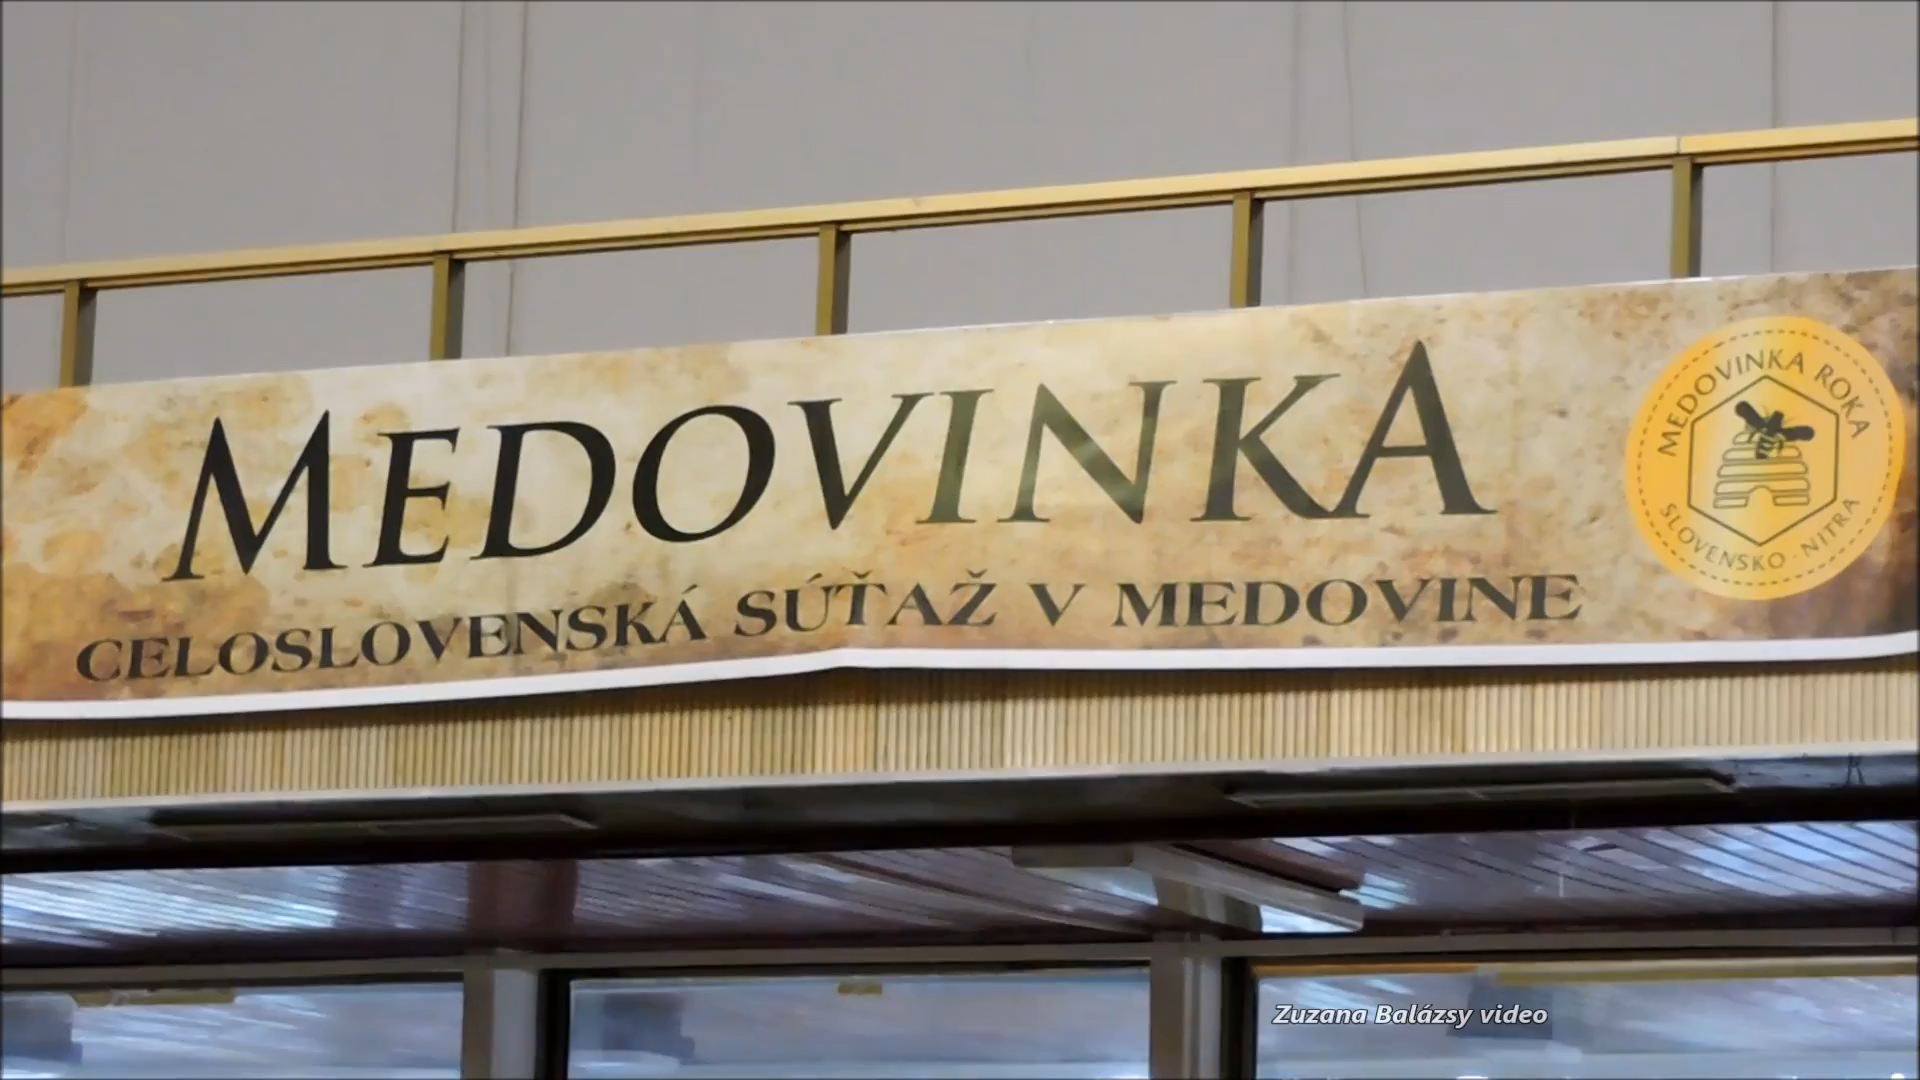 MEDOVINKA
CELOSLOVENSKÁ SÚŤAŽ V MEDOVINE
MEDOVINKA ROKA
SLOVENSKO · NITRA
Zuzana Balázsy video